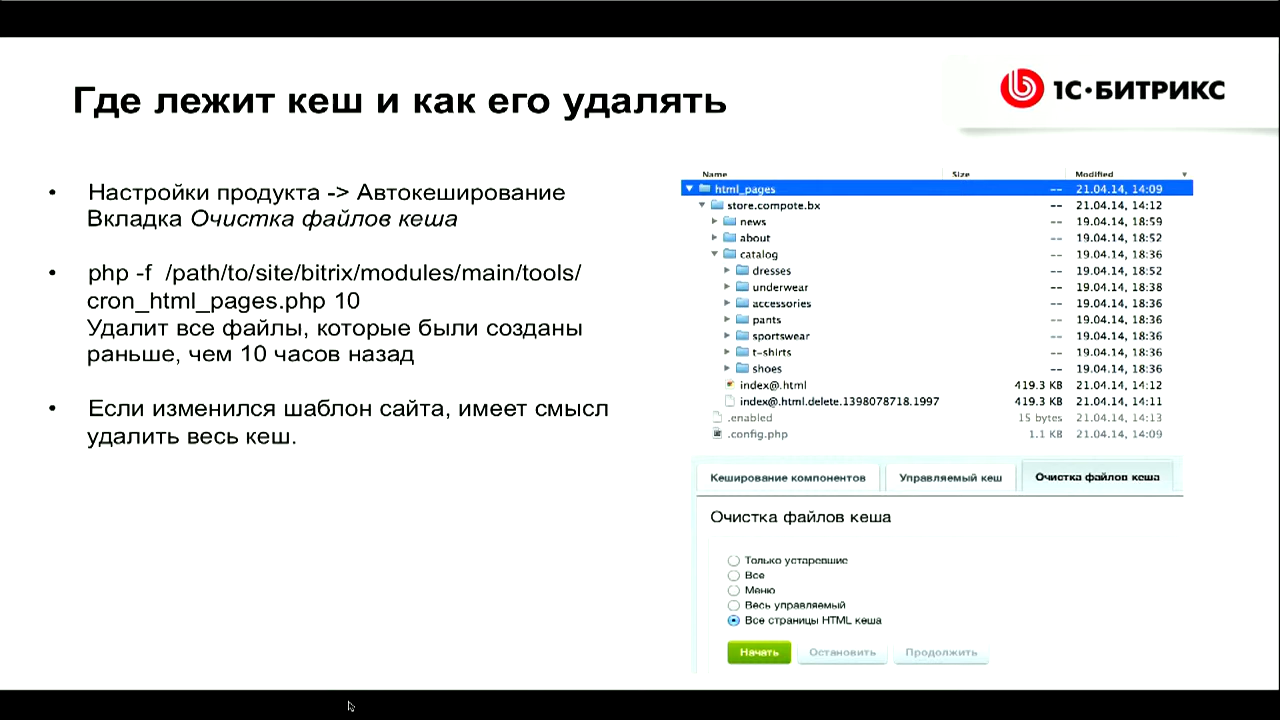 Где лежит кеш и как его удалять
1С-БИТРИКС
• Настройки продукта -> Автокеширование
Вкладка Очистка файлов кеша
• php -f /path/to/site/bitrix/modules/main/tools/
cron_html_pages.php 10
Удалит все файлы, которые были созданы
раньше, чем 10 часов назад
• Если изменился шаблон сайта, имеет смысл
удалить весь кеш.
Name Size Modified
html_pages -- 21.04.14, 14:09
store.compote.bx -- 21.04.14, 14:12
news -- 19.04.14, 18:59
about -- 19.04.14, 18:52
catalog -- 19.04.14, 18:36
dresses -- 19.04.14, 18:52
underwear -- 19.04.14, 18:38
accessories -- 19.04.14, 18:36
pants -- 19.04.14, 18:36
sportswear -- 19.04.14, 18:36
t-shirts -- 19.04.14, 18:36
shoes -- 19.04.14, 18:36
index@.html 419.3 KB 21.04.14, 14:12
index@.html.delete.1398078718.1997 419.3 KB 21.04.14, 14:11
.enabled 15 bytes 21.04.14, 14:13
.config.php 1.1 KB 21.04.14, 14:09
Кеширование компонентов Управляемый кеш Очистка файлов кеша
Очистка файлов кеша
Только устаревшие
Все
Меню
Весь управляемый
Все страницы HTML кеша
Начать Остановить Продолжить